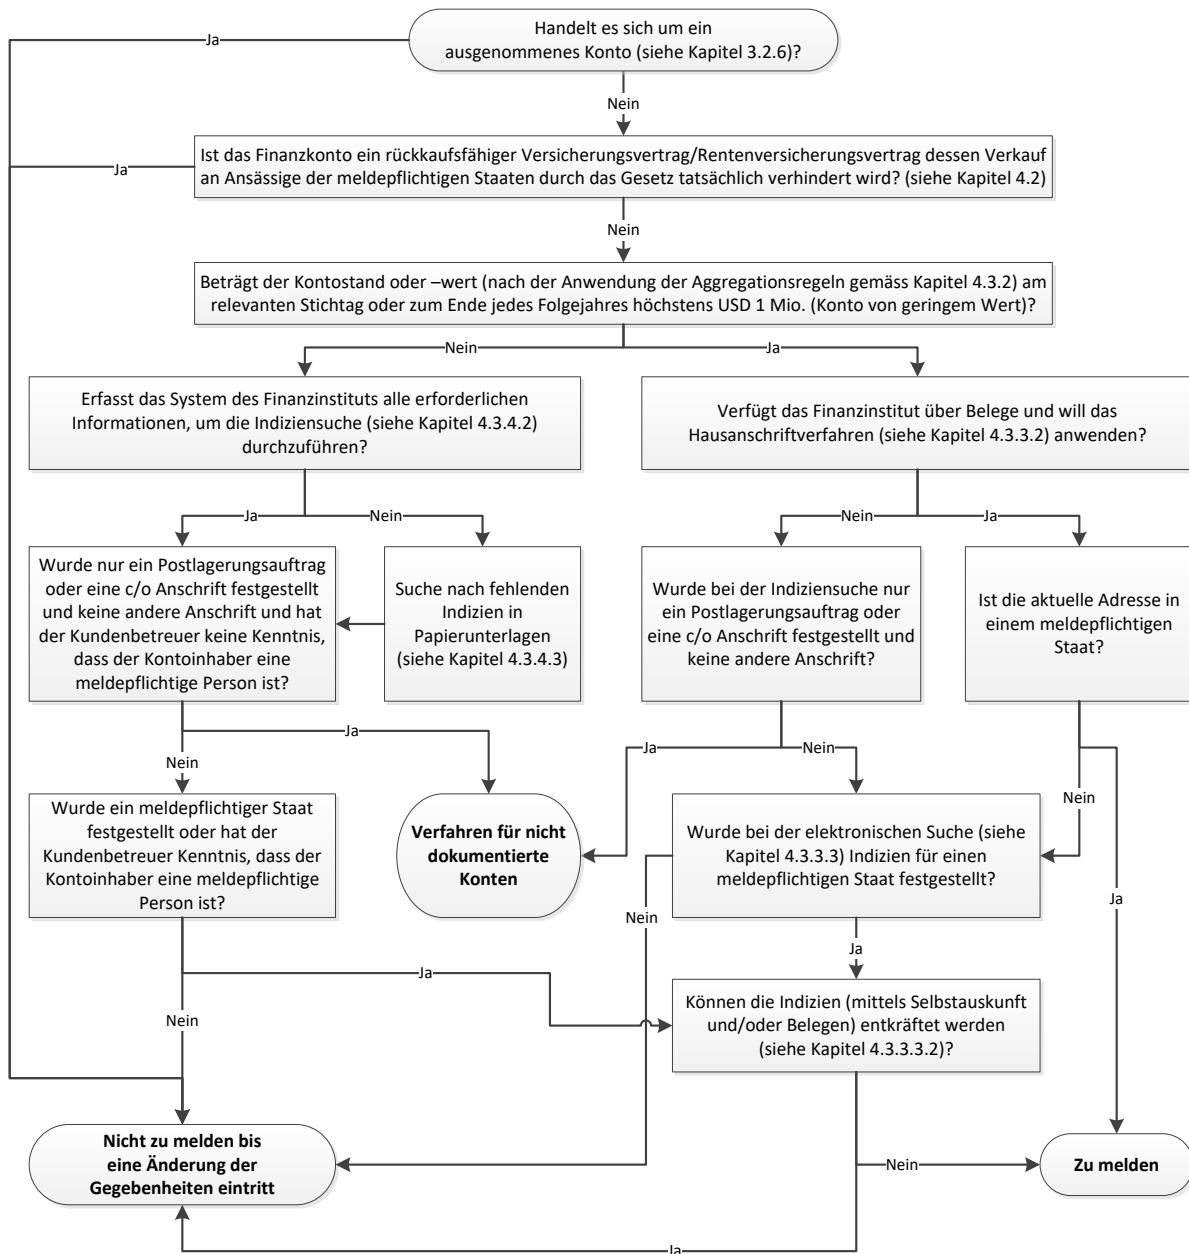 Handelt es sich um ein
ausgenommenes Konto (siehe Kapitel 3.2.6)?
Ja
Nein
Ist das Finanzkonto ein rückkaufsfähiger Versicherungsvertrag/Rentenversicherungsvertrag dessen Verkauf
an Ansässige der meldepflichtigen Staaten durch das Gesetz tatsächlich verhindert wird? (siehe Kapitel 4.2)
Ja
Nein
Beträgt der Kontostand oder –wert (nach der Anwendung der Aggregationsregeln gemäss Kapitel 4.3.2) am
relevanten Stichtag oder zum Ende jedes Folgejahres höchstens USD 1 Mio. (Konto von geringem Wert)?
Nein
Ja
Erfasst das System des Finanzinstituts alle erforderlichen
Informationen, um die Indiziensuche (siehe Kapitel 4.3.4.2)
durchzuführen?
Verfügt das Finanzinstitut über Belege und will das
Hausanschriftverfahren (siehe Kapitel 4.3.3.2) anwenden?
Ja
Nein
Nein
Ja
Wurde nur ein Postlagerungsauftrag
oder eine c/o Anschrift festgestellt
und keine andere Anschrift und hat
der Kundenbetreuer keine Kenntnis,
dass der Kontoinhaber eine
meldepflichtige Person ist?
Suche nach fehlenden
Indizien in
Papierunterlagen
(siehe Kapitel 4.3.4.3)
Wurde bei der Indiziensuche nur
ein Postlagerungsauftrag oder
eine c/o Anschrift festgestellt und
keine andere Anschrift?
Ist die aktuelle Adresse in
einem meldepflichtigen
Staat?
Ja
Nein
Ja
Nein
Nein
Ja
Wurde ein meldepflichtiger Staat
festgestellt oder hat der
Kundenbetreuer Kenntnis, dass der
Kontoinhaber eine meldepflichtige
Person ist?
Verfahren für nicht
dokumentierte
Konten
Wurde bei der elektronischen Suche (siehe
Kapitel 4.3.3.3) Indizien für einen
meldepflichtigen Staat festgestellt?
Nein
Ja
Ja
Nein
Können die Indizien (mittels Selbstauskunft
und/oder Belegen) entkräftet werden
(siehe Kapitel 4.3.3.3.2)?
Nicht zu melden bis
eine Änderung der
Gegebenheiten eintritt
Nein
Zu melden
Ja